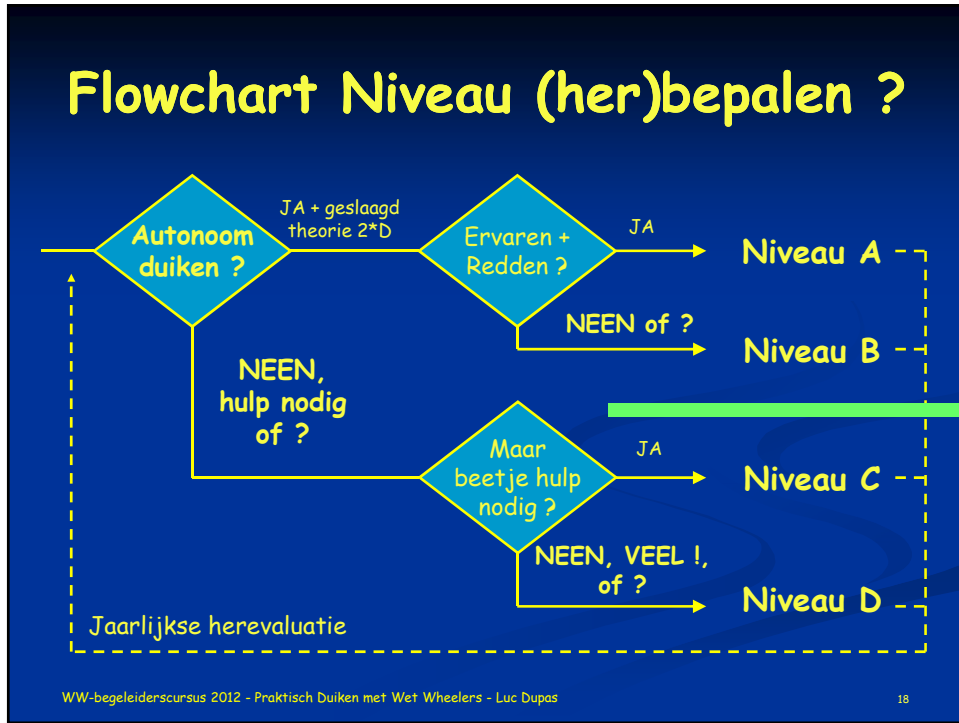 Flowchart Niveau (her)bepalen ?
Autonoom
duiken ?
JA + geslaagd
theorie 2*D
Ervaren +
Redden ?
JA
Niveau A
NEEN of ?
Niveau B
NEEN,
hulp nodig
of ?
Maar
beetje hulp
nodig ?
JA
Niveau C
NEEN, VEEL !,
of ?
Niveau D
Jaarlijkse herevaluatie
WW-begeleiderscursus 2012 - Praktisch Duiken met Wet Wheelers - Luc Dupas
18